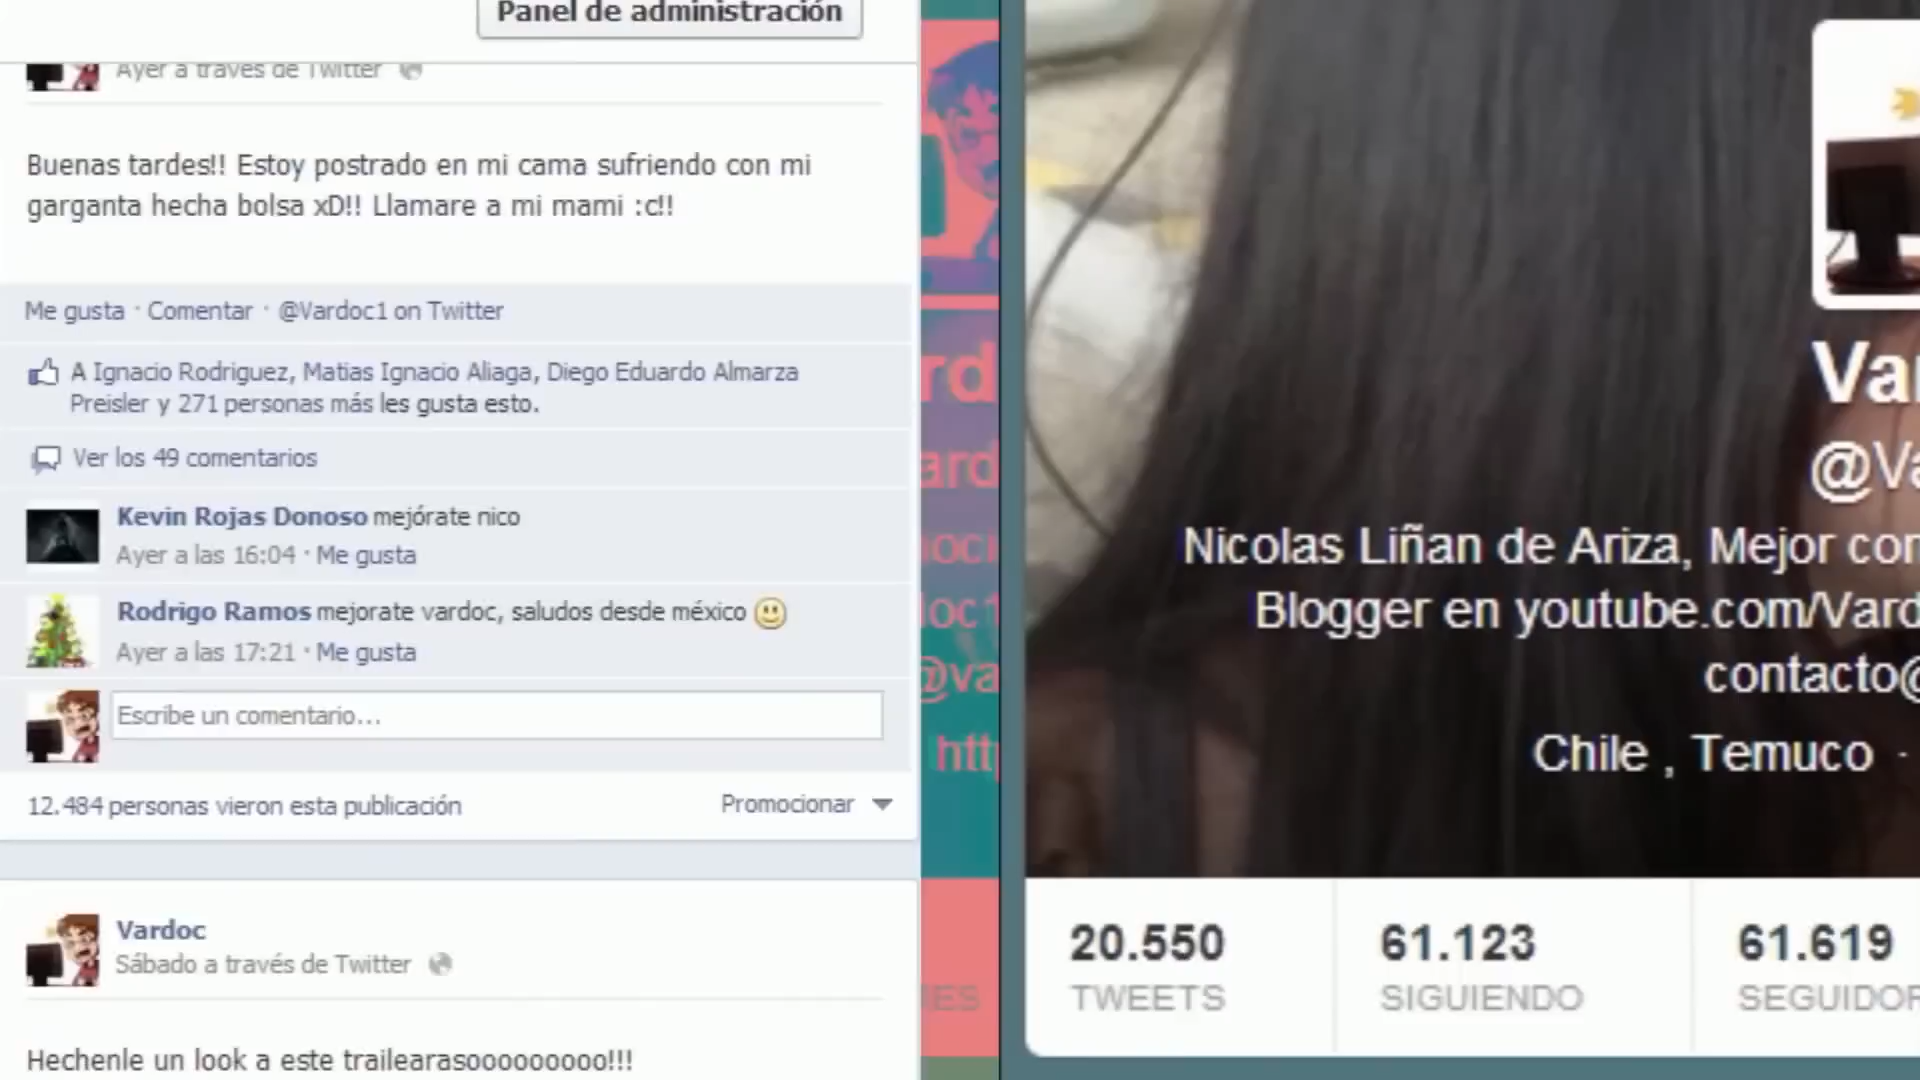 Panel de administración
Ayer a través de Twitter
Buenas tardes!! Estoy postrado en mi cama sufriendo con mi
garganta hecha bolsa xD!! Llamare a mi mami :c!!
Me gusta · Comentar · @Vardoc1 on Twitter
A Ignacio Rodriguez, Matias Ignacio Aliaga, Diego Eduardo Almarza
Preisler y 271 personas más les gusta esto.
Ver los 49 comentarios
Kevin Rojas Donoso mejórate nico
Ayer a las 16:04 · Me gusta
Rodrigo Ramos mejorate vardoc, saludos desde méxico
Ayer a las 17:21 · Me gusta
Escribe un comentario...
12.484 personas vieron esta publicación
Promocionar
Vardoc
Sábado a través de Twitter
Hechenle un look a este trailearasooooooooo!!!
Va
@Va
Nicolas Liñan de Ariza, Mejor con
Blogger en youtube.com/Vard
contacto@
Chile , Temuco ·
20.550
TWEETS
61.123
SIGUIENDO
61.619
SEGUIDOR